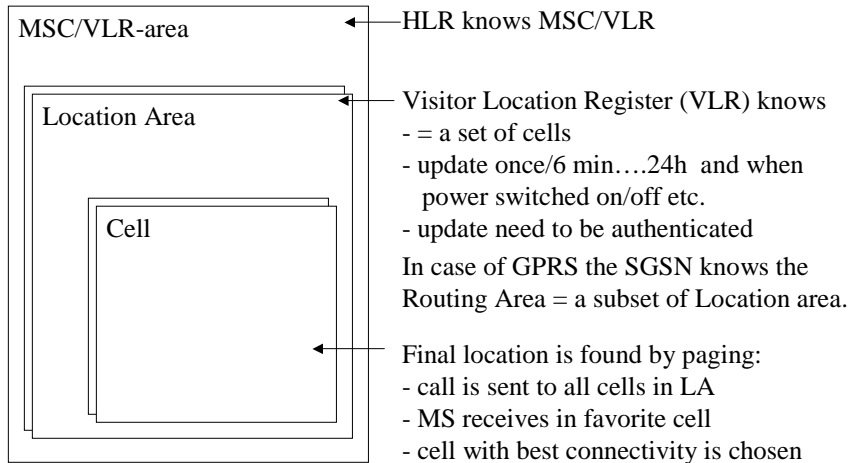 MSC/VLR-area
HLR knows MSC/VLR
Location Area
Visitor Location Register (VLR) knows
- = a set of cells
- update once/6 min….24h and when
power switched on/off etc.
- update need to be authenticated
In case of GPRS the SGSN knows the
Routing Area = a subset of Location area.
Cell
Final location is found by paging:
- call is sent to all cells in LA
- MS receives in favorite cell
- cell with best connectivity is chosen